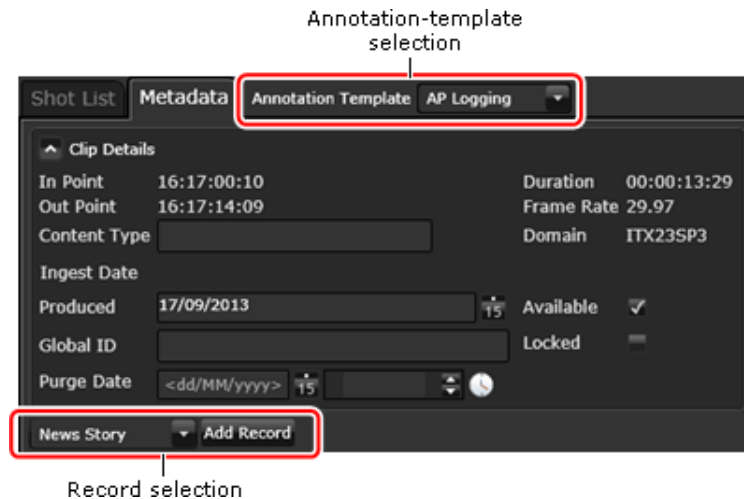 Annotation-template
selection
Shot List Metadata Annotation Template AP Logging
Clip Details
In Point 16:17:00:10 Duration 00:00:13:29
Out Point 16:17:14:09 Frame Rate 29.97
Content Type Domain ITX23SP3
Ingest Date
Produced 17/09/2013 15 Available
Global ID Locked
Purge Date <dd/MM/yyyy> 15
News Story Add Record
Record selection